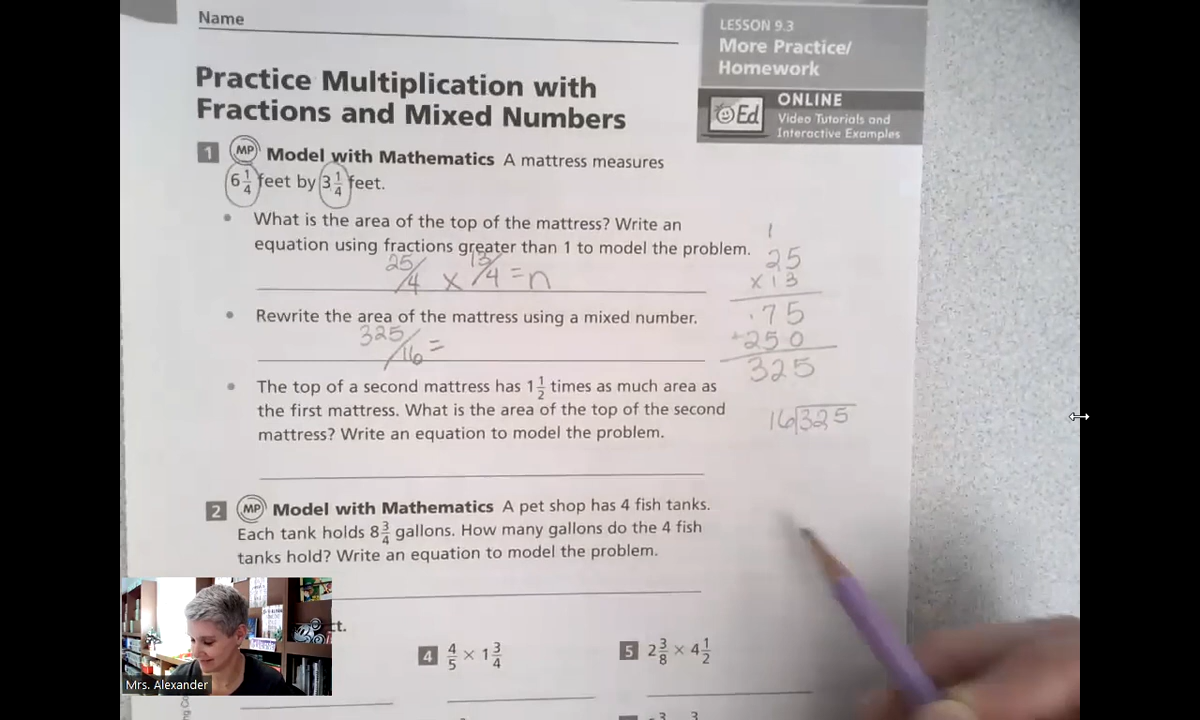 Name
LESSON 9.3
More Practice/
Homework
ONLINE
Ed
Video Tutorials and
Interactive Examples
Practice Multiplication with
Fractions and Mixed Numbers
1 MP Model with Mathematics A mattress measures
6 1/4 feet by 3 1/4 feet.
• What is the area of the top of the mattress? Write an
equation using fractions greater than 1 to model the problem.
25/4 x 13/4 = n
• Rewrite the area of the mattress using a mixed number.
325/16 =
• The top of a second mattress has 1 1/2 times as much area as
the first mattress. What is the area of the top of the second
mattress? Write an equation to model the problem.
1
25
x 13
75
+250
325
16)325
2 MP Model with Mathematics A pet shop has 4 fish tanks.
Each tank holds 8 3/4 gallons. How many gallons do the 4 fish
tanks hold? Write an equation to model the problem.
ct.
4 4/5 × 1 3/4
5 2 3/8 × 4 1/2
Mrs. Alexander